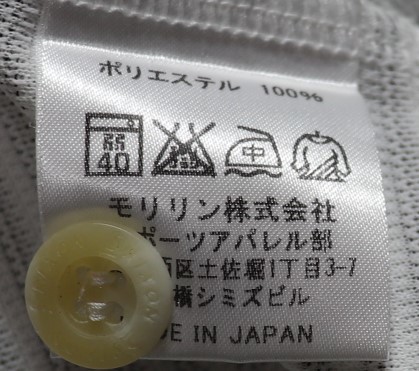 ポリエステル 100%
弱
40 中
モリリン株式会社
ポーツアパレル部
西区土佐堀1丁目3-7
橋シミズビル
E IN JAPAN